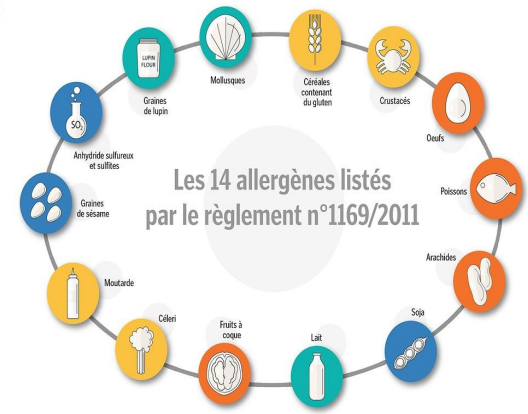 Les 14 allergènes listés
par le règlement n°1169/2011
Céréales
contenant
du gluten
Crustacés
Oeufs
Poissons
Arachides
Soja
Lait
Fruits à
coque
Céleri
Moutarde
Graines
de sésame
SO₂
Anhydride sulfureux
et sulfites
LUPIN
FLOUR
Graines
de lupin
Mollusques